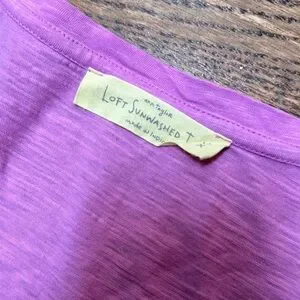 ann taylor
LOFT SUNWASHED T
made in INDIA